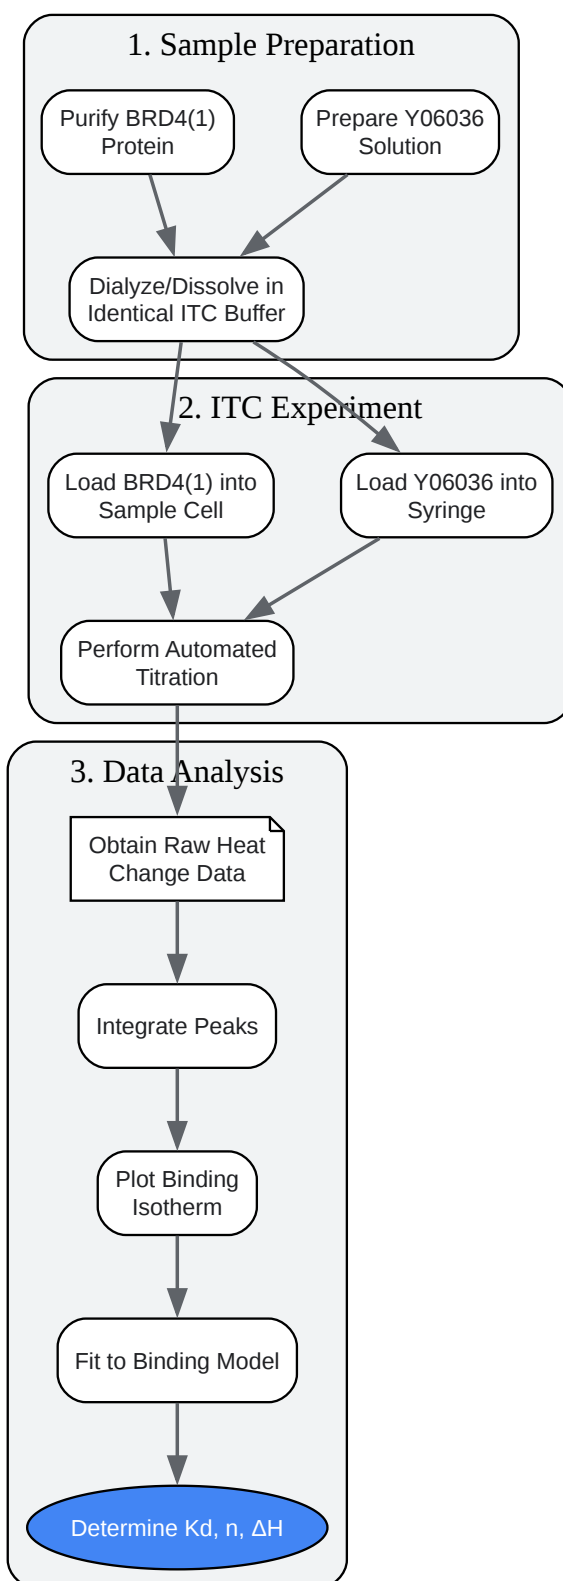 1. Sample Preparation
Purify BRD4(1)
Protein
Prepare Y06036
Solution
Dialyze/Dissolve in
Identical ITC Buffer
2. ITC Experiment
Load BRD4(1) into
Sample Cell
Load Y06036 into
Syringe
Perform Automated
Titration
3. Data Analysis
Obtain Raw Heat
Change Data
Integrate Peaks
Plot Binding
Isotherm
Fit to Binding Model
Determine Kd, n, ΔH